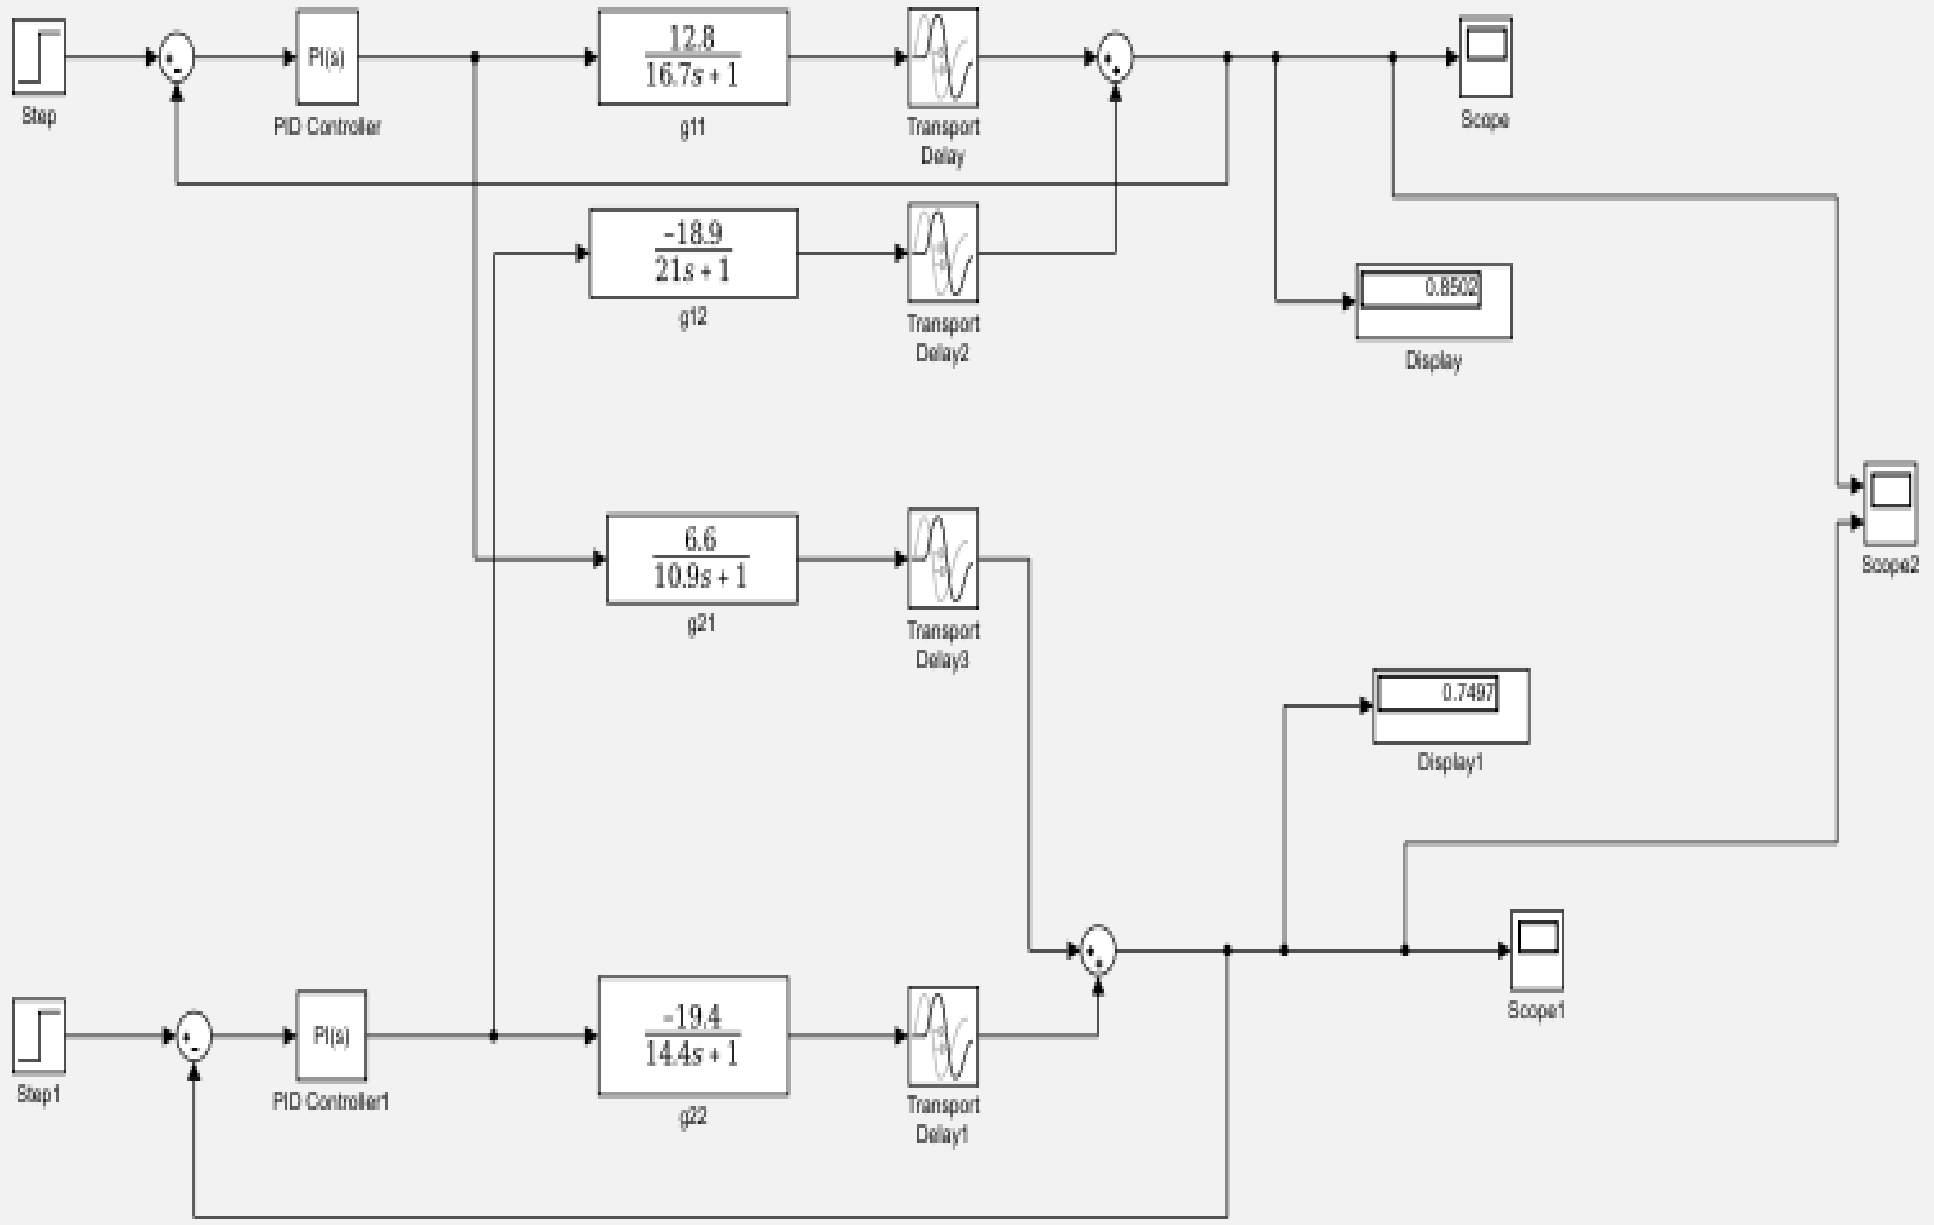 Step
PI(s)
PID Controller
12.8
16.7s + 1
g11
Transport
Delay
Scope
-18.9
21s + 1
g12
Transport
Delay2
0.8502
Display
6.6
10.9s + 1
g21
Transport
Delay3
Scope2
0.7497
Display1
Step1
PI(s)
PID Controller1
-19.4
14.4s + 1
g22
Transport
Delay1
Scope1